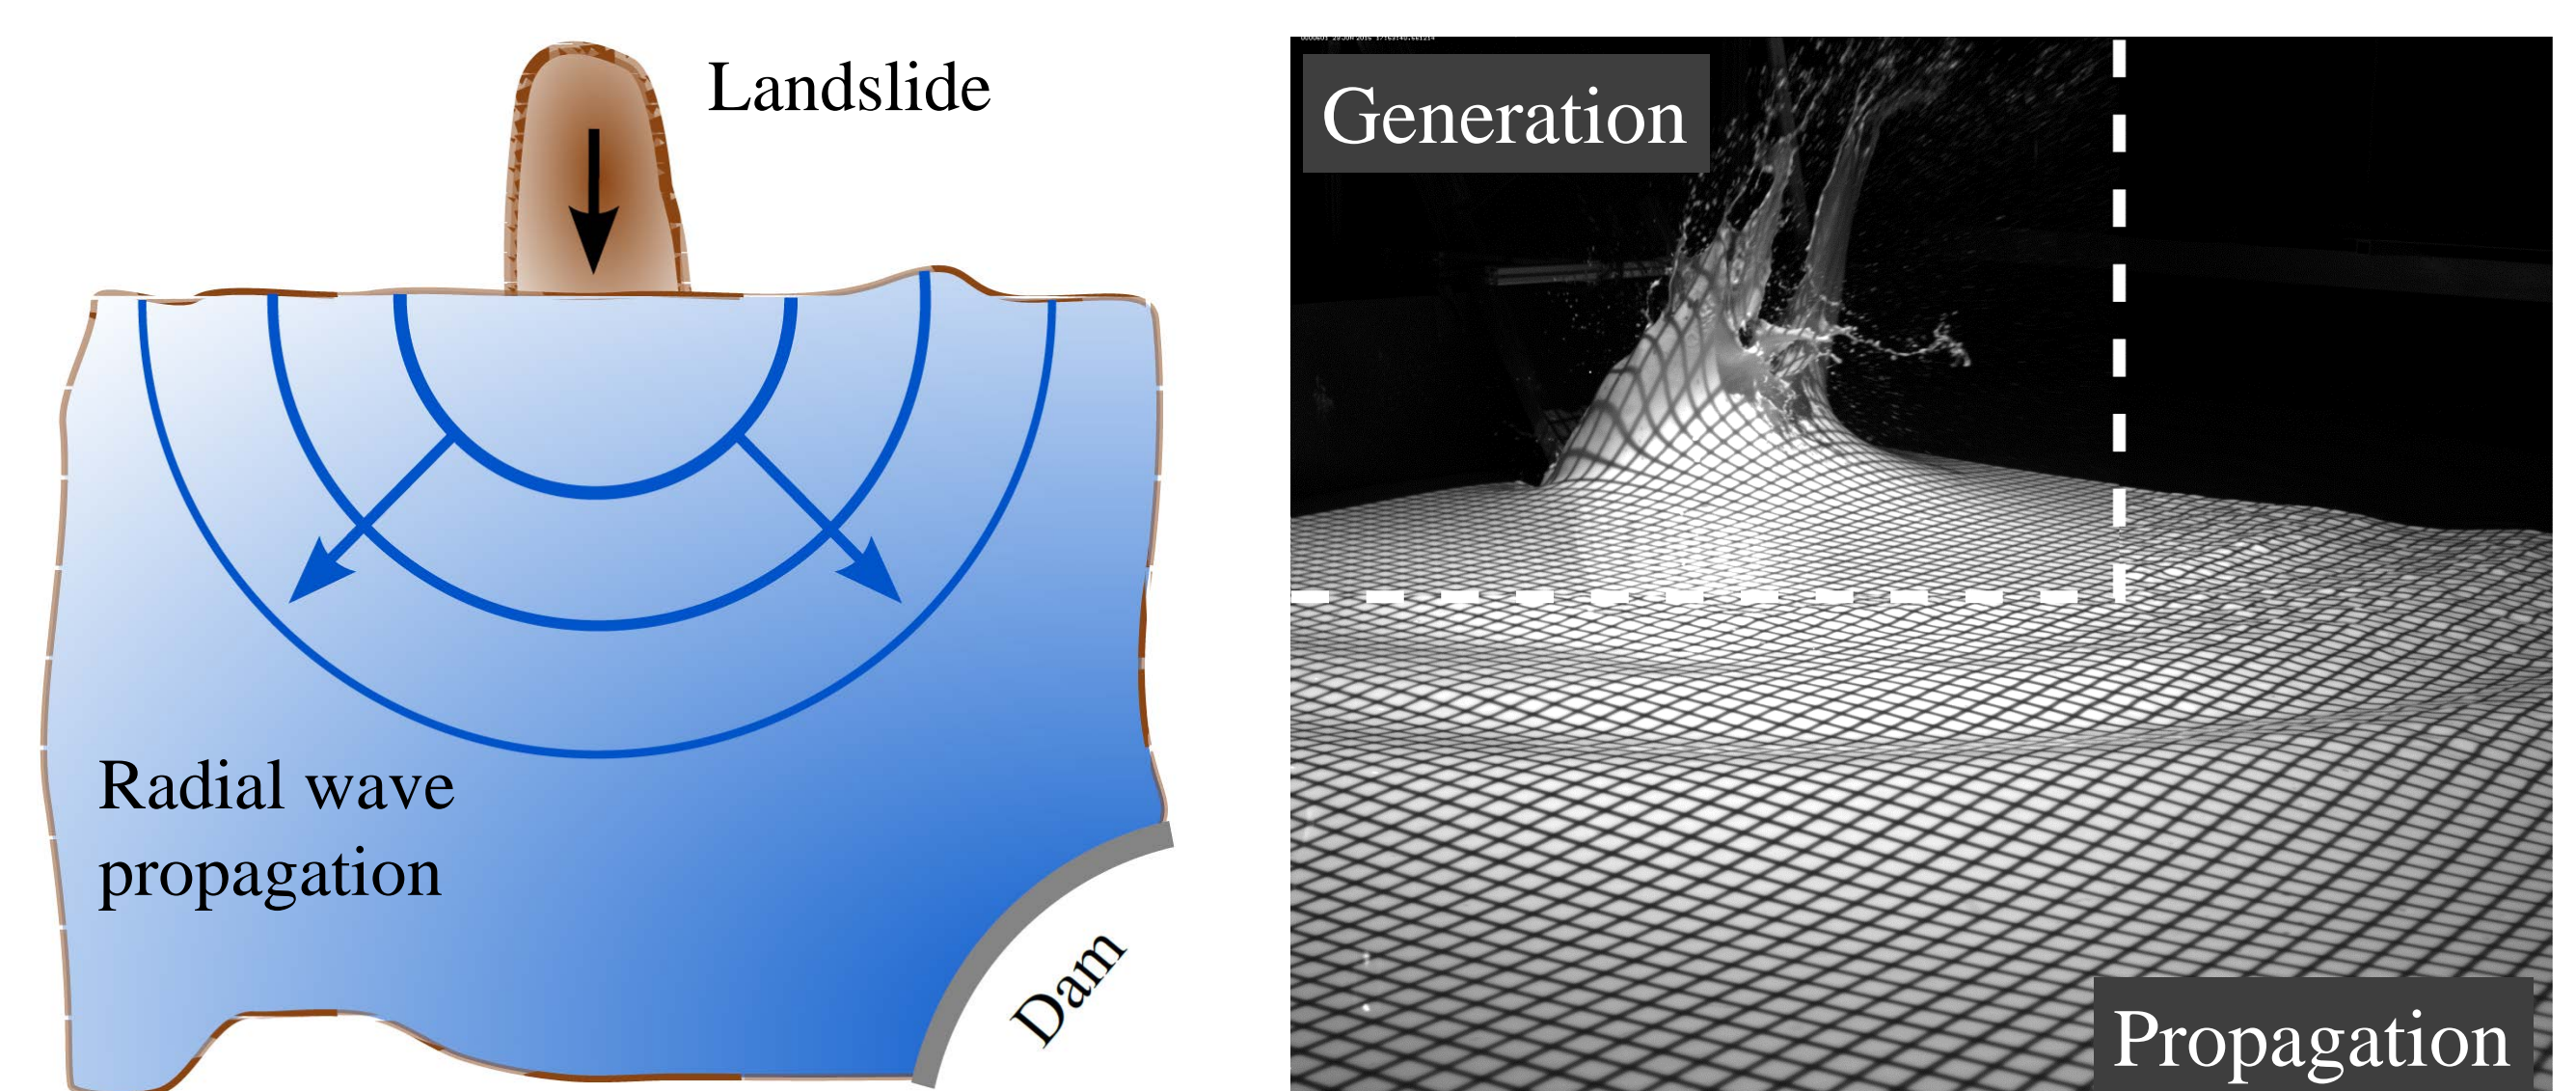 Landslide
Radial wave
propagation
Dam
Generation
Propagation